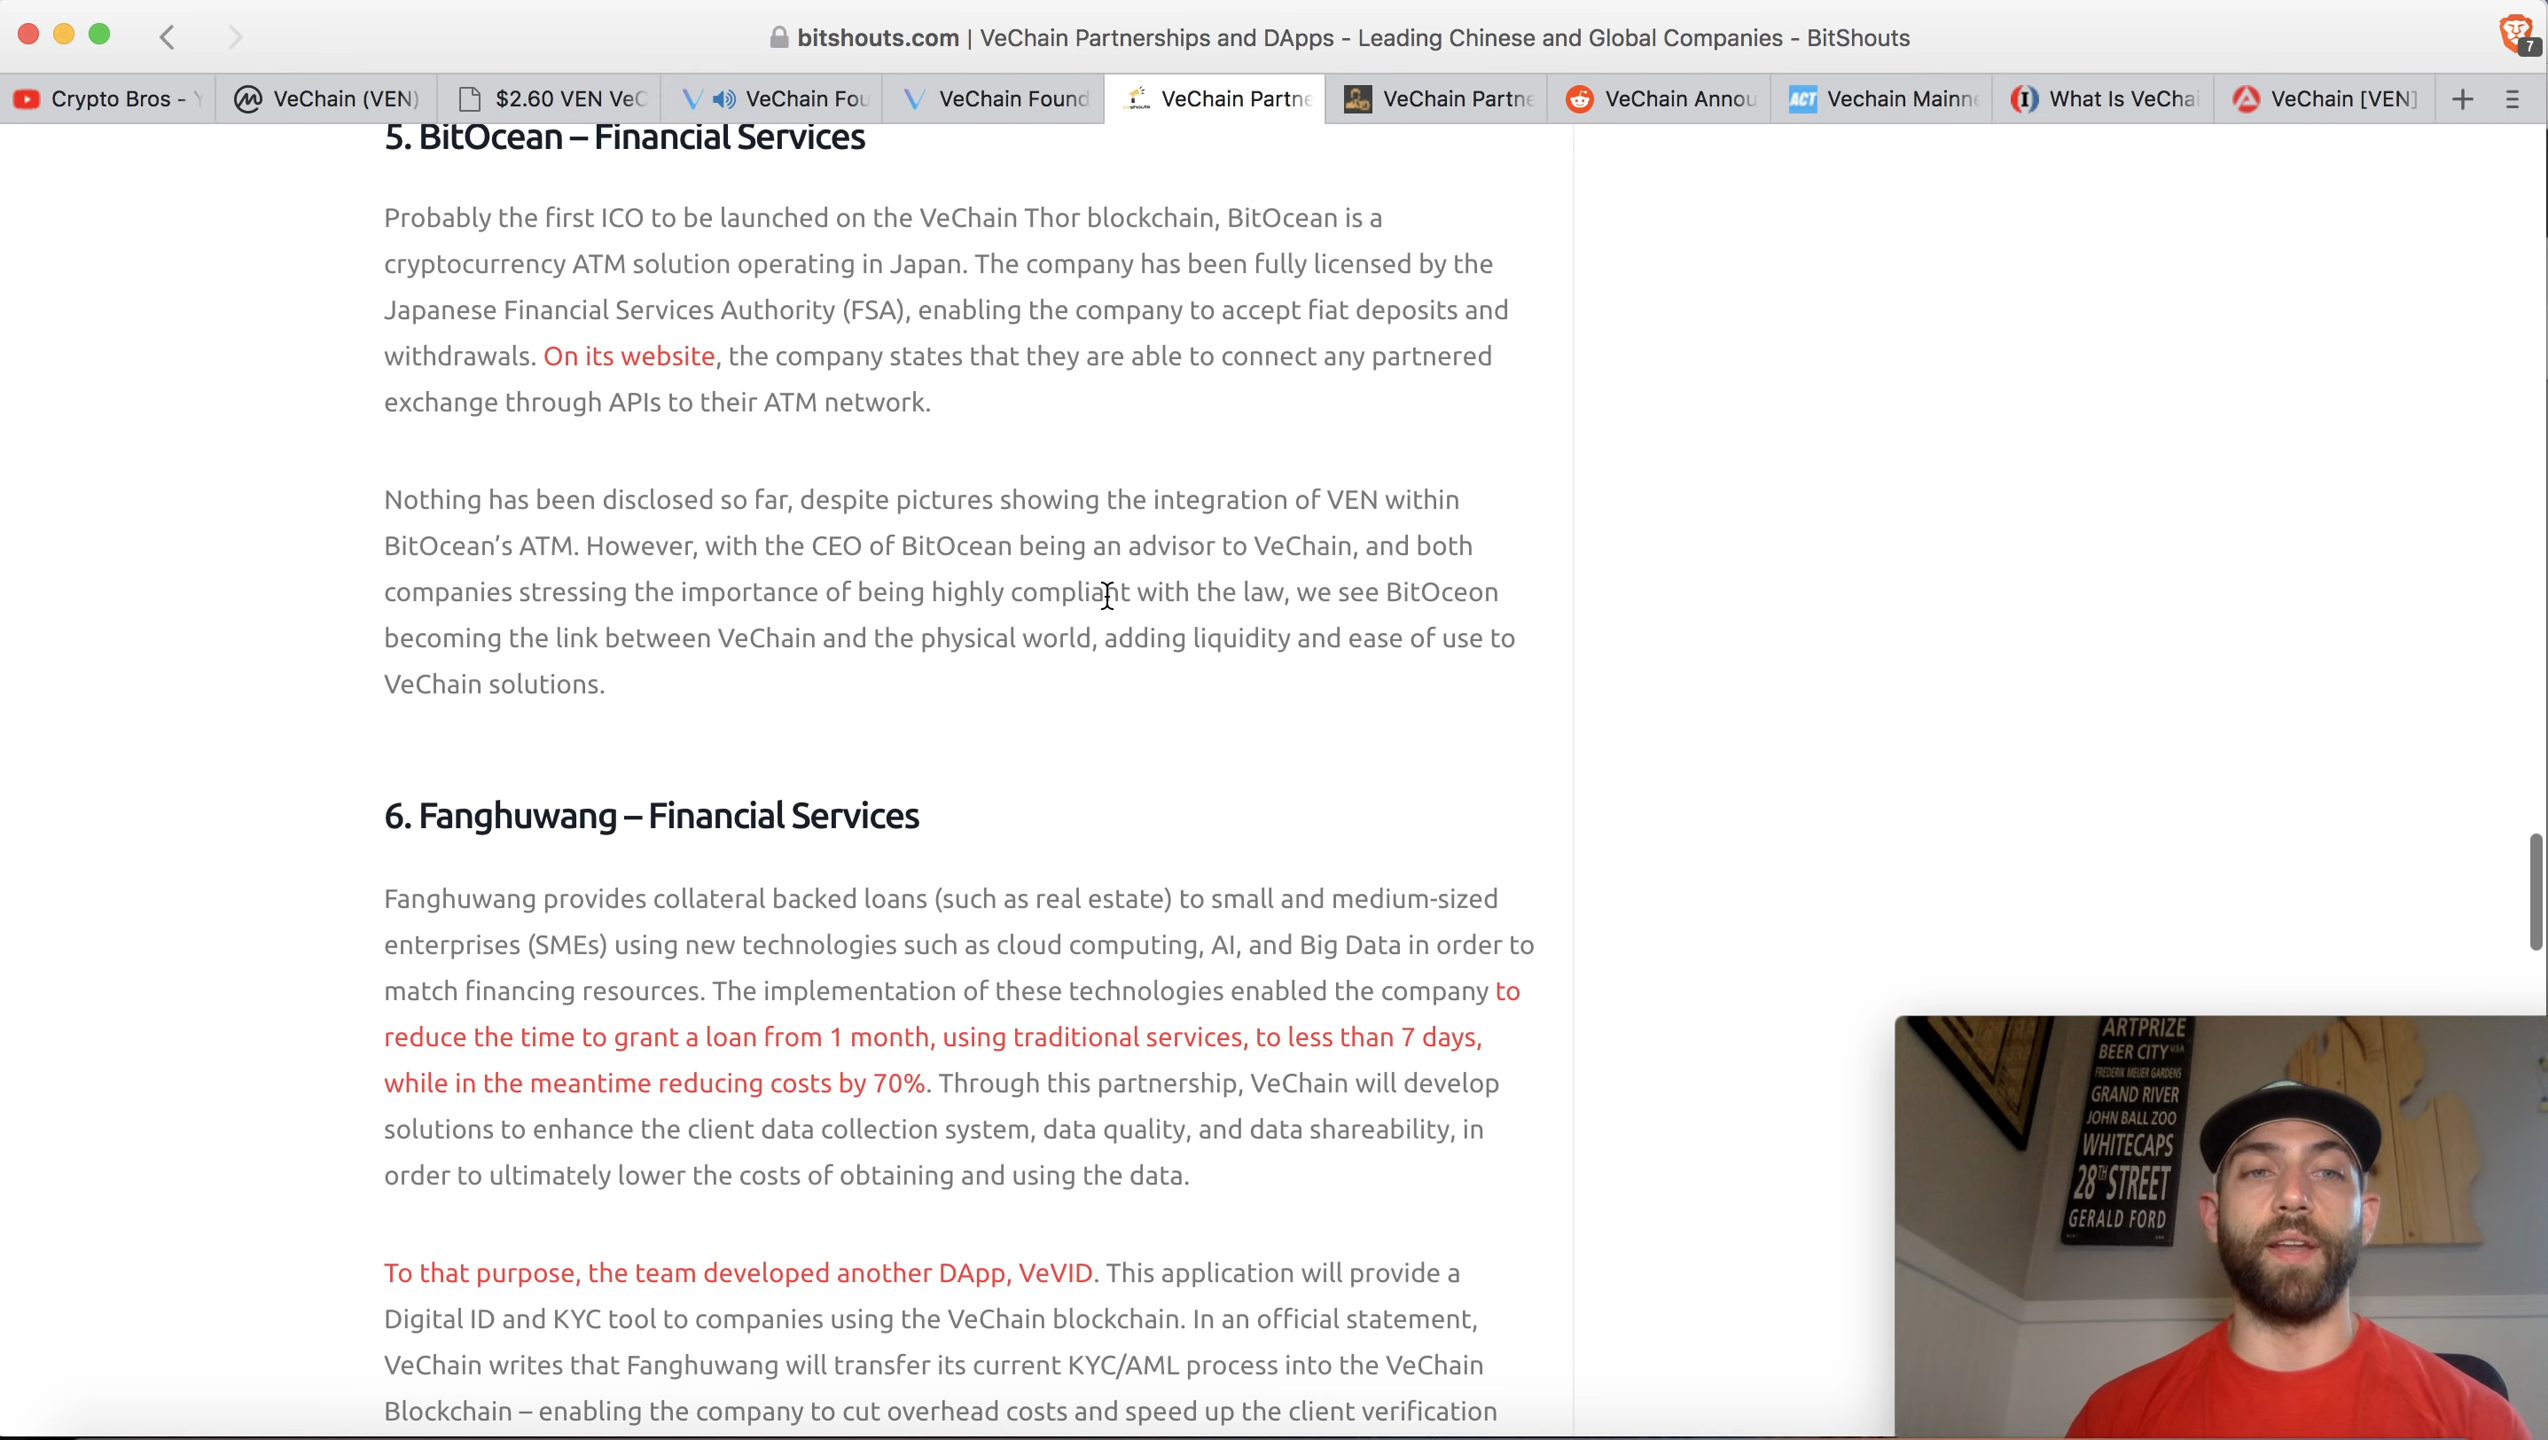 bitshouts.com | VeChain Partnerships and DApps - Leading Chinese and Global Companies - BitShouts
7
Crypto Bros -
VeChain (VEN)
$2.60 VEN VeC
VeChain Fou
VeChain Found
VeChain Partne
VeChain Partne
VeChain Annou
ACT Vechain Mainne
What Is VeCha
VeChain [VEN]
5. BitOcean – Financial Services
Probably the first ICO to be launched on the VeChain Thor blockchain, BitOcean is a
cryptocurrency ATM solution operating in Japan. The company has been fully licensed by the
Japanese Financial Services Authority (FSA), enabling the company to accept fiat deposits and
withdrawals. On its website, the company states that they are able to connect any partnered
exchange through APIs to their ATM network.
Nothing has been disclosed so far, despite pictures showing the integration of VEN within
BitOcean’s ATM. However, with the CEO of BitOcean being an advisor to VeChain, and both
companies stressing the importance of being highly compliant with the law, we see BitOceon
becoming the link between VeChain and the physical world, adding liquidity and ease of use to
VeChain solutions.
6. Fanghuwang – Financial Services
Fanghuwang provides collateral backed loans (such as real estate) to small and medium-sized
enterprises (SMEs) using new technologies such as cloud computing, AI, and Big Data in order to
match financing resources. The implementation of these technologies enabled the company to
reduce the time to grant a loan from 1 month, using traditional services, to less than 7 days,
while in the meantime reducing costs by 70%. Through this partnership, VeChain will develop
solutions to enhance the client data collection system, data quality, and data shareability, in
order to ultimately lower the costs of obtaining and using the data.
To that purpose, the team developed another DApp, VeVID. This application will provide a
Digital ID and KYC tool to companies using the VeChain blockchain. In an official statement,
VeChain writes that Fanghuwang will transfer its current KYC/AML process into the VeChain
Blockchain – enabling the company to cut overhead costs and speed up the client verification
ARTPRIZE
BEER CITY USA
FREDERIK MEIJER GARDENS
GRAND RIVER
JOHN BALL ZOO
WHITECAPS
28TH STREET
GERALD FORD